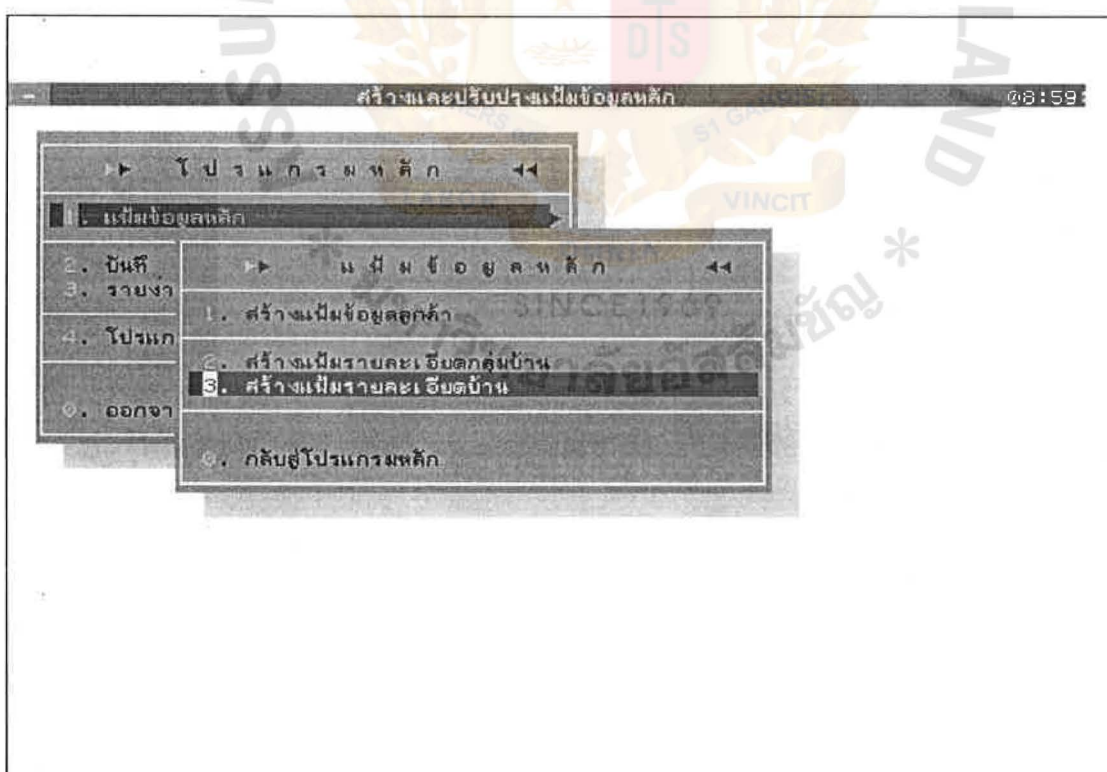 สร้างและปรับปรุงแฟ้มข้อมูลหลัก 08:59:
โปรแกรมหลัก
1. แฟ้มข้อมูลหลัก
2. บันทึ
3. รายงา
4. โปรแก
0. ออกจา
แฟ้มข้อมูลหลัก
1. สร้างแฟ้มข้อมูลลูกค้า
2. สร้างแฟ้มรายละเอียดกลุ่มบ้าน
3. สร้างแฟ้มรายละเอียดบ้าน
0. กลับสู่โปรแกรมหลัก
DS
LAND
LABOR
VINCIT
SINCE1969